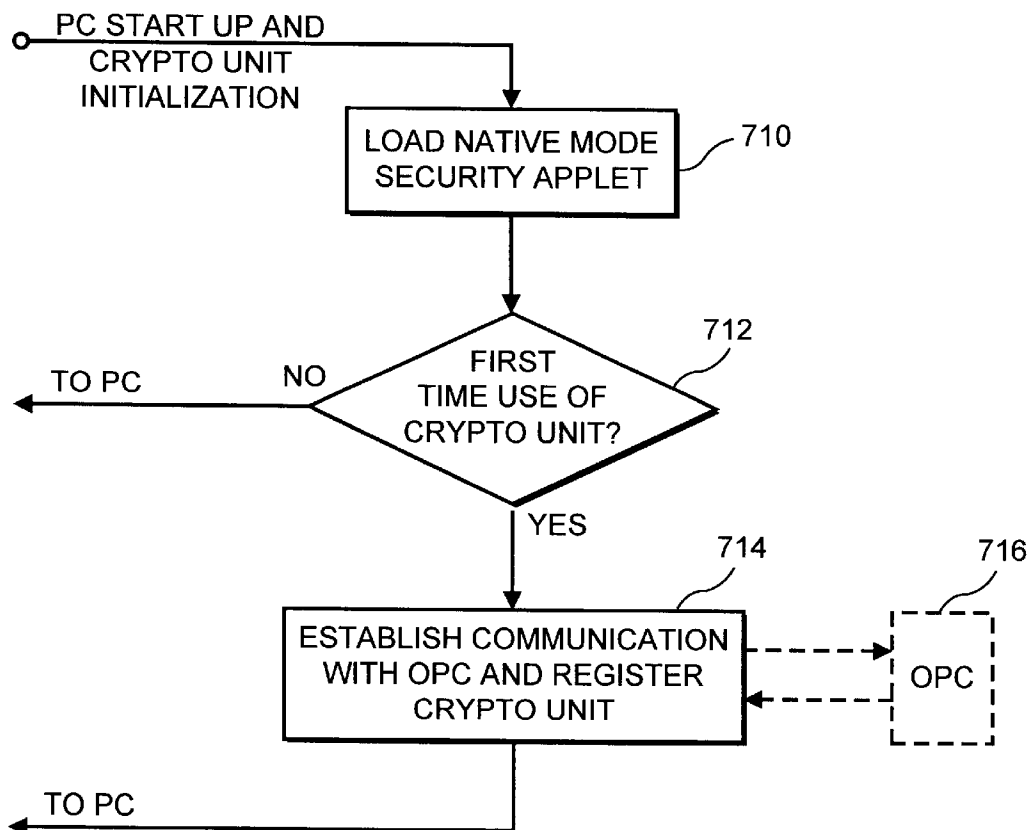 PC START UP AND
CRYPTO UNIT
INITIALIZATION
LOAD NATIVE MODE
SECURITY APPLET
710
712
FIRST
TIME USE OF
CRYPTO UNIT?
NO
TO PC
YES
714
716
ESTABLISH COMMUNICATION
WITH OPC AND REGISTER
CRYPTO UNIT
OPC
TO PC